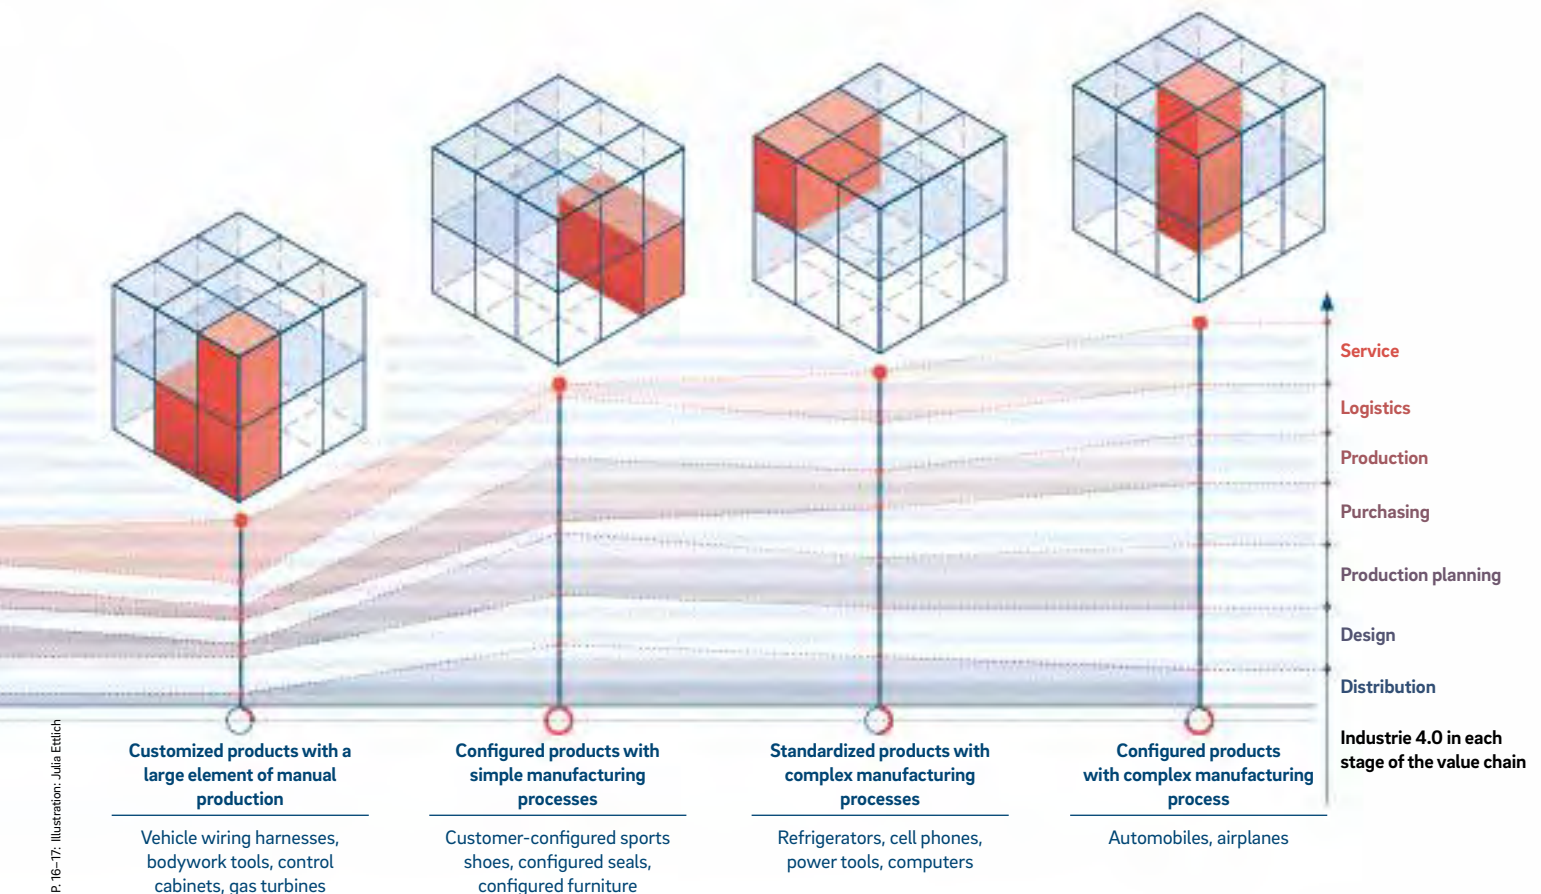 Service
Logistics
Production
Purchasing
Production planning
Design
Distribution
Industrie 4.0 in each
stage of the value chain
Customized products with a
large element of manual
production
Vehicle wiring harnesses,
bodywork tools, control
cabinets, gas turbines
Configured products with
simple manufacturing
processes
Customer-configured sports
shoes, configured seals,
configured furniture
Standardized products with
complex manufacturing
processes
Refrigerators, cell phones,
power tools, computers
Configured products
with complex manufacturing
process
Automobiles, airplanes
P. 16–17: Illustration: Julia Ettlich